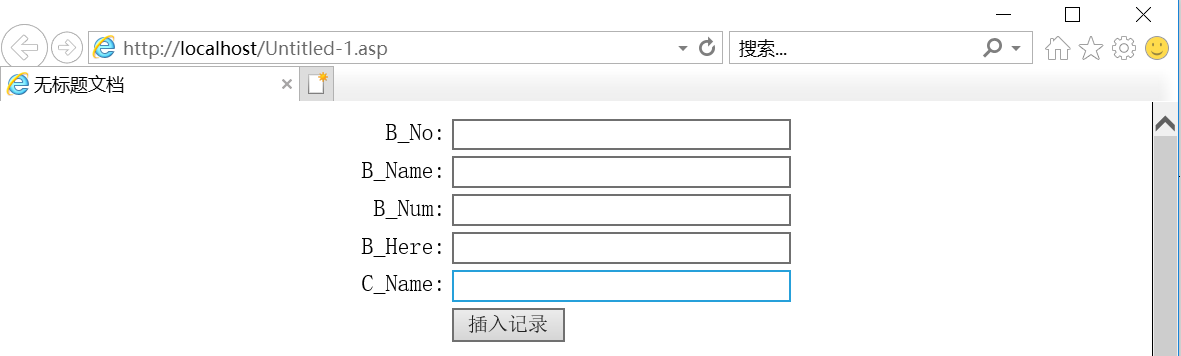 http://localhost/Untitled-1.asp
搜索...
无标题文档
B_No:
B_Name:
B_Num:
B_Here:
C_Name:
插入记录